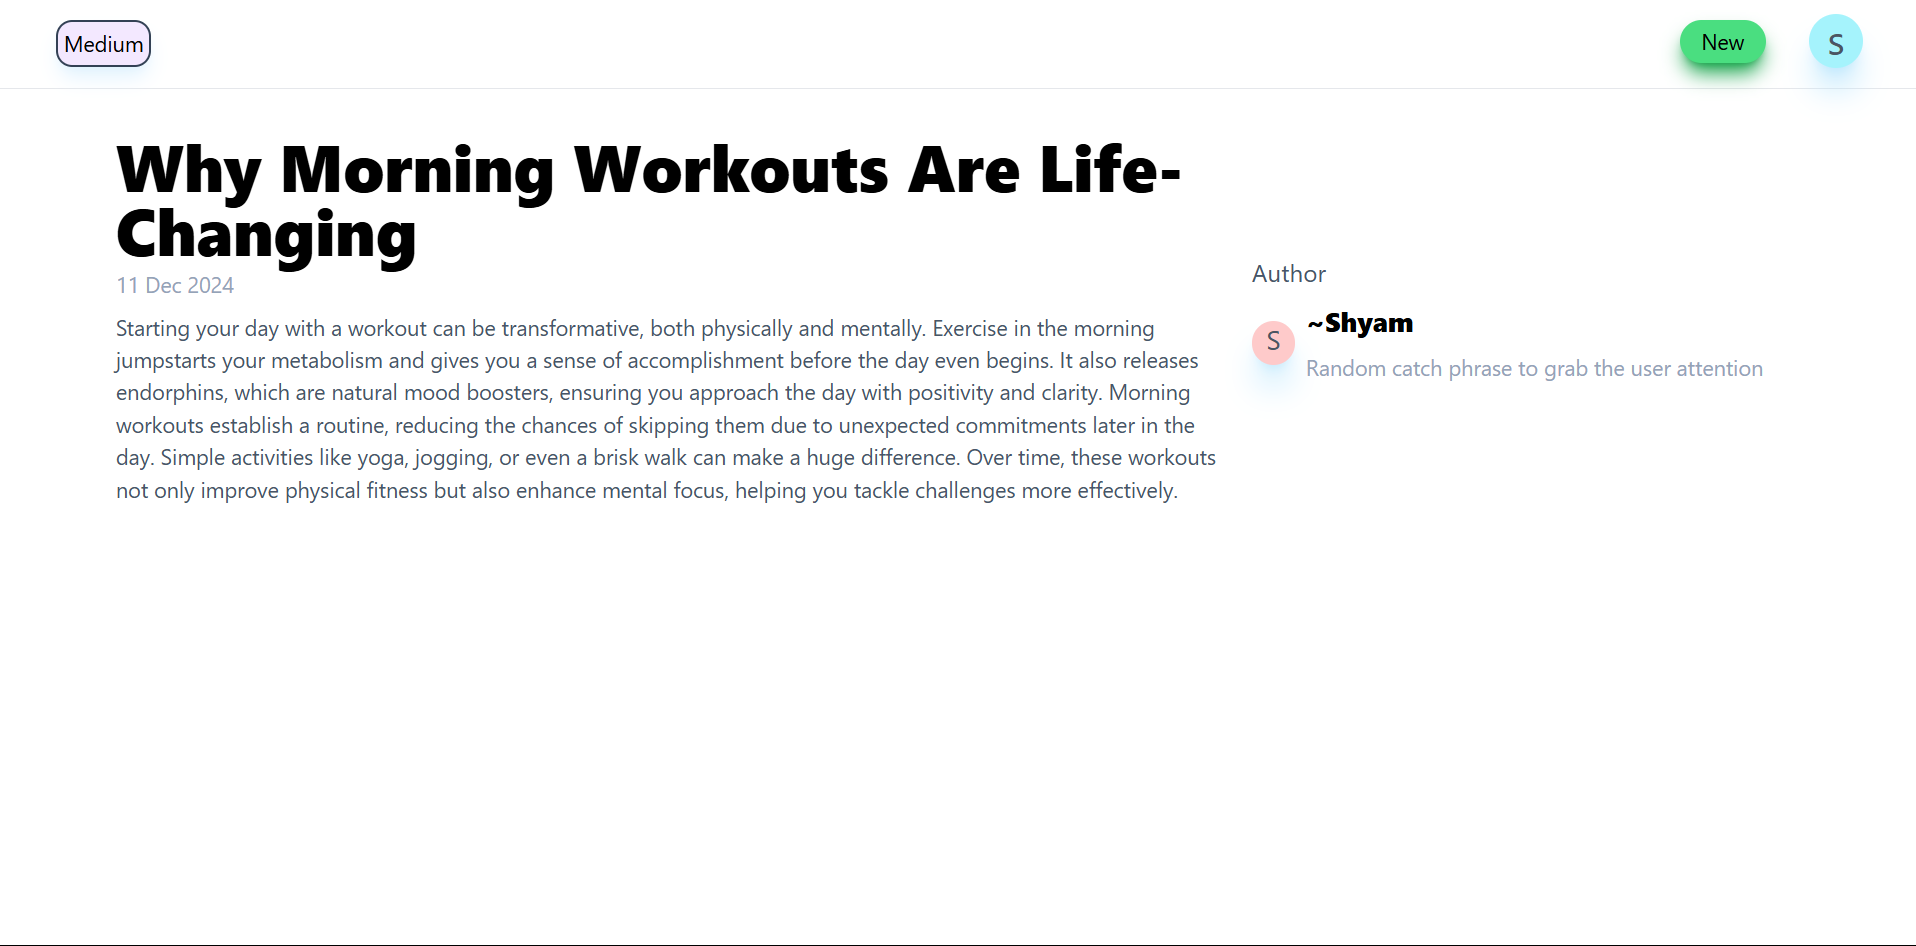 Medium
New
S
Why Morning Workouts Are Life-
Changing
11 Dec 2024
Starting your day with a workout can be transformative, both physically and mentally. Exercise in the morning
jumpstarts your metabolism and gives you a sense of accomplishment before the day even begins. It also releases
endorphins, which are natural mood boosters, ensuring you approach the day with positivity and clarity. Morning
workouts establish a routine, reducing the chances of skipping them due to unexpected commitments later in the
day. Simple activities like yoga, jogging, or even a brisk walk can make a huge difference. Over time, these workouts
not only improve physical fitness but also enhance mental focus, helping you tackle challenges more effectively.
Author
S
~Shyam
Random catch phrase to grab the user attention